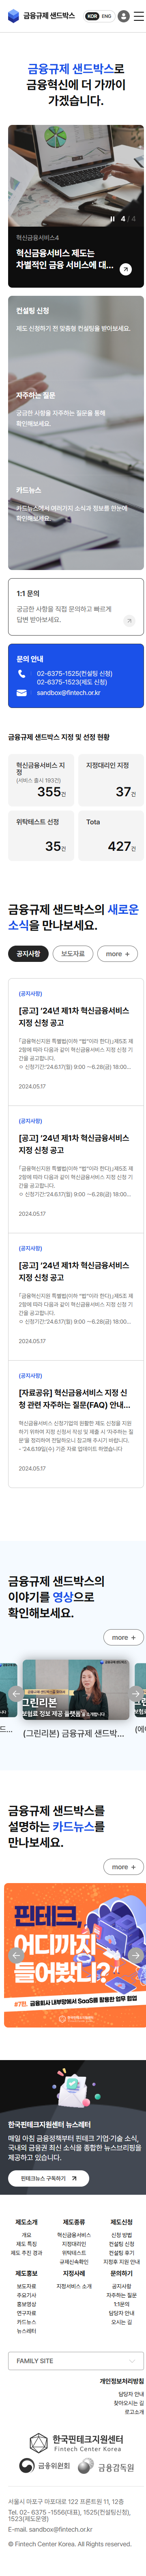 금융규제 샌드박스
KOR ENG
금융규제 샌드박스로
금융혁신에 더 가까이
가겠습니다.
4 / 4
혁신금융서비스4
혁신금융서비스 제도는
차별적인 금융 서비스에 대...
컨설팅 신청
제도 신청하기 전 맞춤형 컨설팅을 받아보세요.
자주하는 질문
궁금한 사항을 자주하는 질문을 통해
확인해보세요.
카드뉴스
카드뉴스에서 여러가지 소식과 정보를 한눈에
확인해보세요.
1:1 문의
궁금한 사항을 직접 문의하고 빠르게
답변 받아보세요.
문의 안내
02-6375-1525(컨설팅 신청)
02-6375-1523(제도 신청)
sandbox@fintech.or.kr
금융규제 샌드박스 지정 및 선정 현황
혁신금융서비스 지
정
(서비스 출시 193건)
355건
지정대리인 지정
37건
위탁테스트 선정
35건
Tota
427건
금융규제 샌드박스의 새로운
소식을 만나보세요.
공지사항
보도자료
more +
(공지사항)
[공고] '24년 제1차 혁신금융서비스
지정 신청 공고
「금융혁신지원 특별법(이하 "법"이라 한다)」제5조 제
2항에 따라 다음과 같이 혁신금융서비스 지정 신청 기
간을 공고합니다.
ㅇ 신청기간:'24.6.17(월) 9:00 ~6.28(금) 18:00...
2024.05.17
(공지사항)
[공고] '24년 제1차 혁신금융서비스
지정 신청 공고
「금융혁신지원 특별법(이하 "법"이라 한다)」제5조 제
2항에 따라 다음과 같이 혁신금융서비스 지정 신청 기
간을 공고합니다.
ㅇ 신청기간:'24.6.17(월) 9:00 ~6.28(금) 18:00...
2024.05.17
(공지사항)
[공고] '24년 제1차 혁신금융서비스
지정 신청 공고
「금융혁신지원 특별법(이하 "법"이라 한다)」제5조 제
2항에 따라 다음과 같이 혁신금융서비스 지정 신청 기
간을 공고합니다.
ㅇ 신청기간:'24.6.17(월) 9:00 ~6.28(금) 18:00...
2024.05.17
(공지사항)
[자료공유] 혁신금융서비스 지정 신
청 관련 자주하는 질문(FAQ) 안내...
혁신금융서비스 신청기업의 원활한 제도 신청을 지원
하기 위하여 지정 신청서 작성 및 제출 시 '자주하는 질
문'을 정리하여 전달하오니 참고해 주시기 바랍니다.
- '24.6.19일(수) 기준 자료 업데이트 하였습니다
2024.05.17
금융규제 샌드박스의
이야기를 영상으로
확인해보세요.
more +
그린리본
보험료 정보 제공 플랫폼을 소개합니다
드...
(그린리본) 금융규제 샌드박...
금융규제 샌드박스를
설명하는 카드뉴스를
만나보세요.
more +
핀테크,
어디까지
들어봤니?
#7편. 금융회사 내부망에서 SaaS를 활용한 업무 협업
한국핀테크지원센터
한국핀테크지원센터 뉴스레터
매일 아침 금융정책부터 핀테크 기업·기술 소식,
국내외 금융권 최신 소식을 종합한 뉴스브리핑을
제공하고 있습니다.
핀테크뉴스 구독하기
제도소개
개요
제도 특징
제도 추진 경과
제도종류
혁신금융서비스
지정대리인
위탁테스트
규제신속확인
제도신청
신청 방법
컨설팅 신청
컨설팅 후기
지정후 지원 안내
제도홍보
보도자료
주요기사
홍보영상
연구자료
카드뉴스
뉴스레터
지정사례
지정서비스 소개
문의하기
공지사항
자주하는 질문
1:1문의
담당자 안내
오시는 길
FAMILY SITE
개인정보처리방침
담당자 안내
찾아오시는 길
로고소개
한국핀테크지원센터
Fintech Center Korea
금융위원회
금융감독원
서울시 마포구 마포대로 122 프론트원 11, 12층
Tel. 02- 6375 -1556(대표), 1525(컨설팅신청),
1523(제도운영)
E-mail. sandbox@fintech.or.kr
© Fintech Center Korea. All Rights reserved.